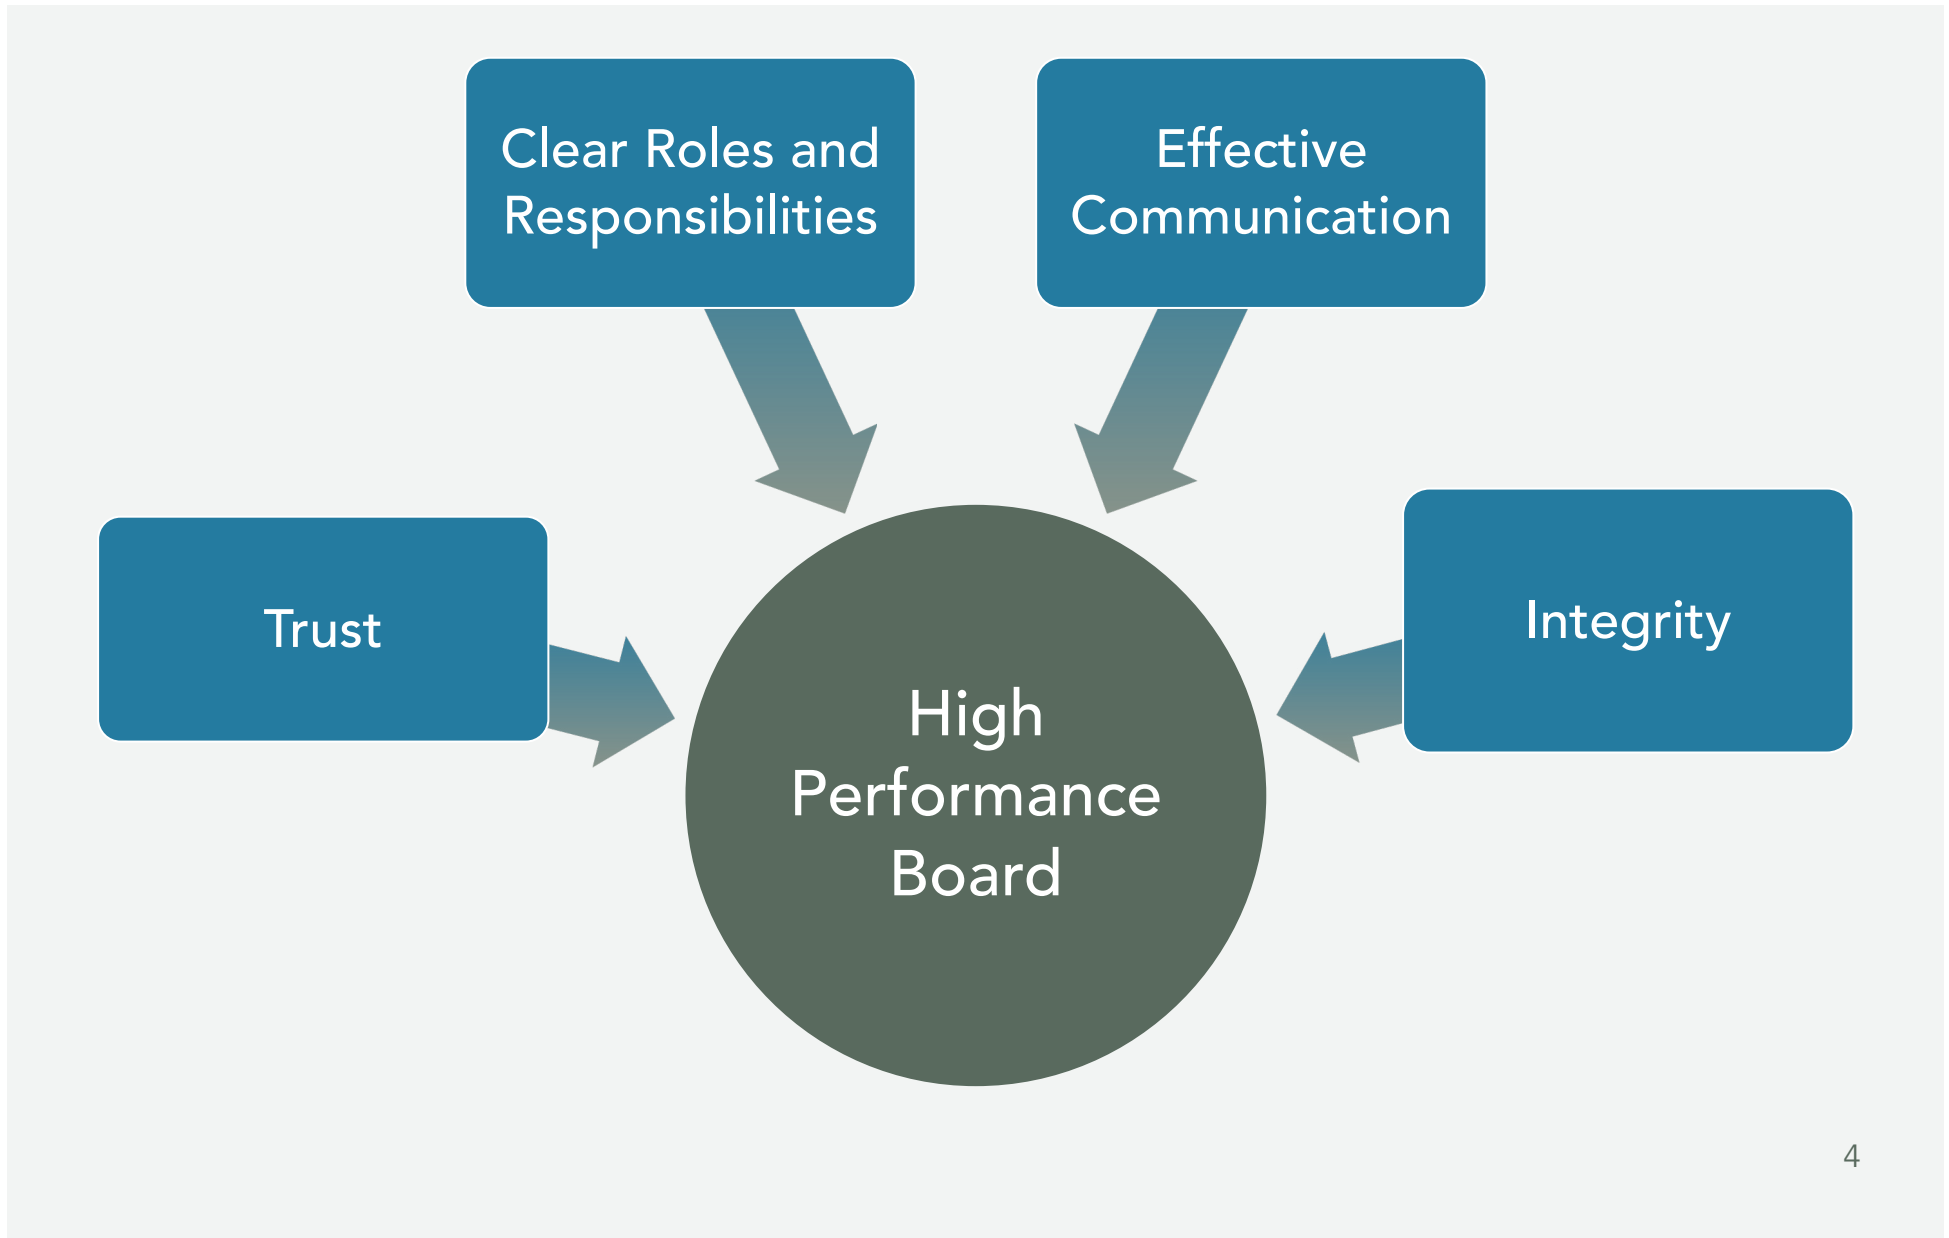 Clear Roles and
Responsibilities
Effective
Communication
Trust
Integrity
High
Performance
Board
4